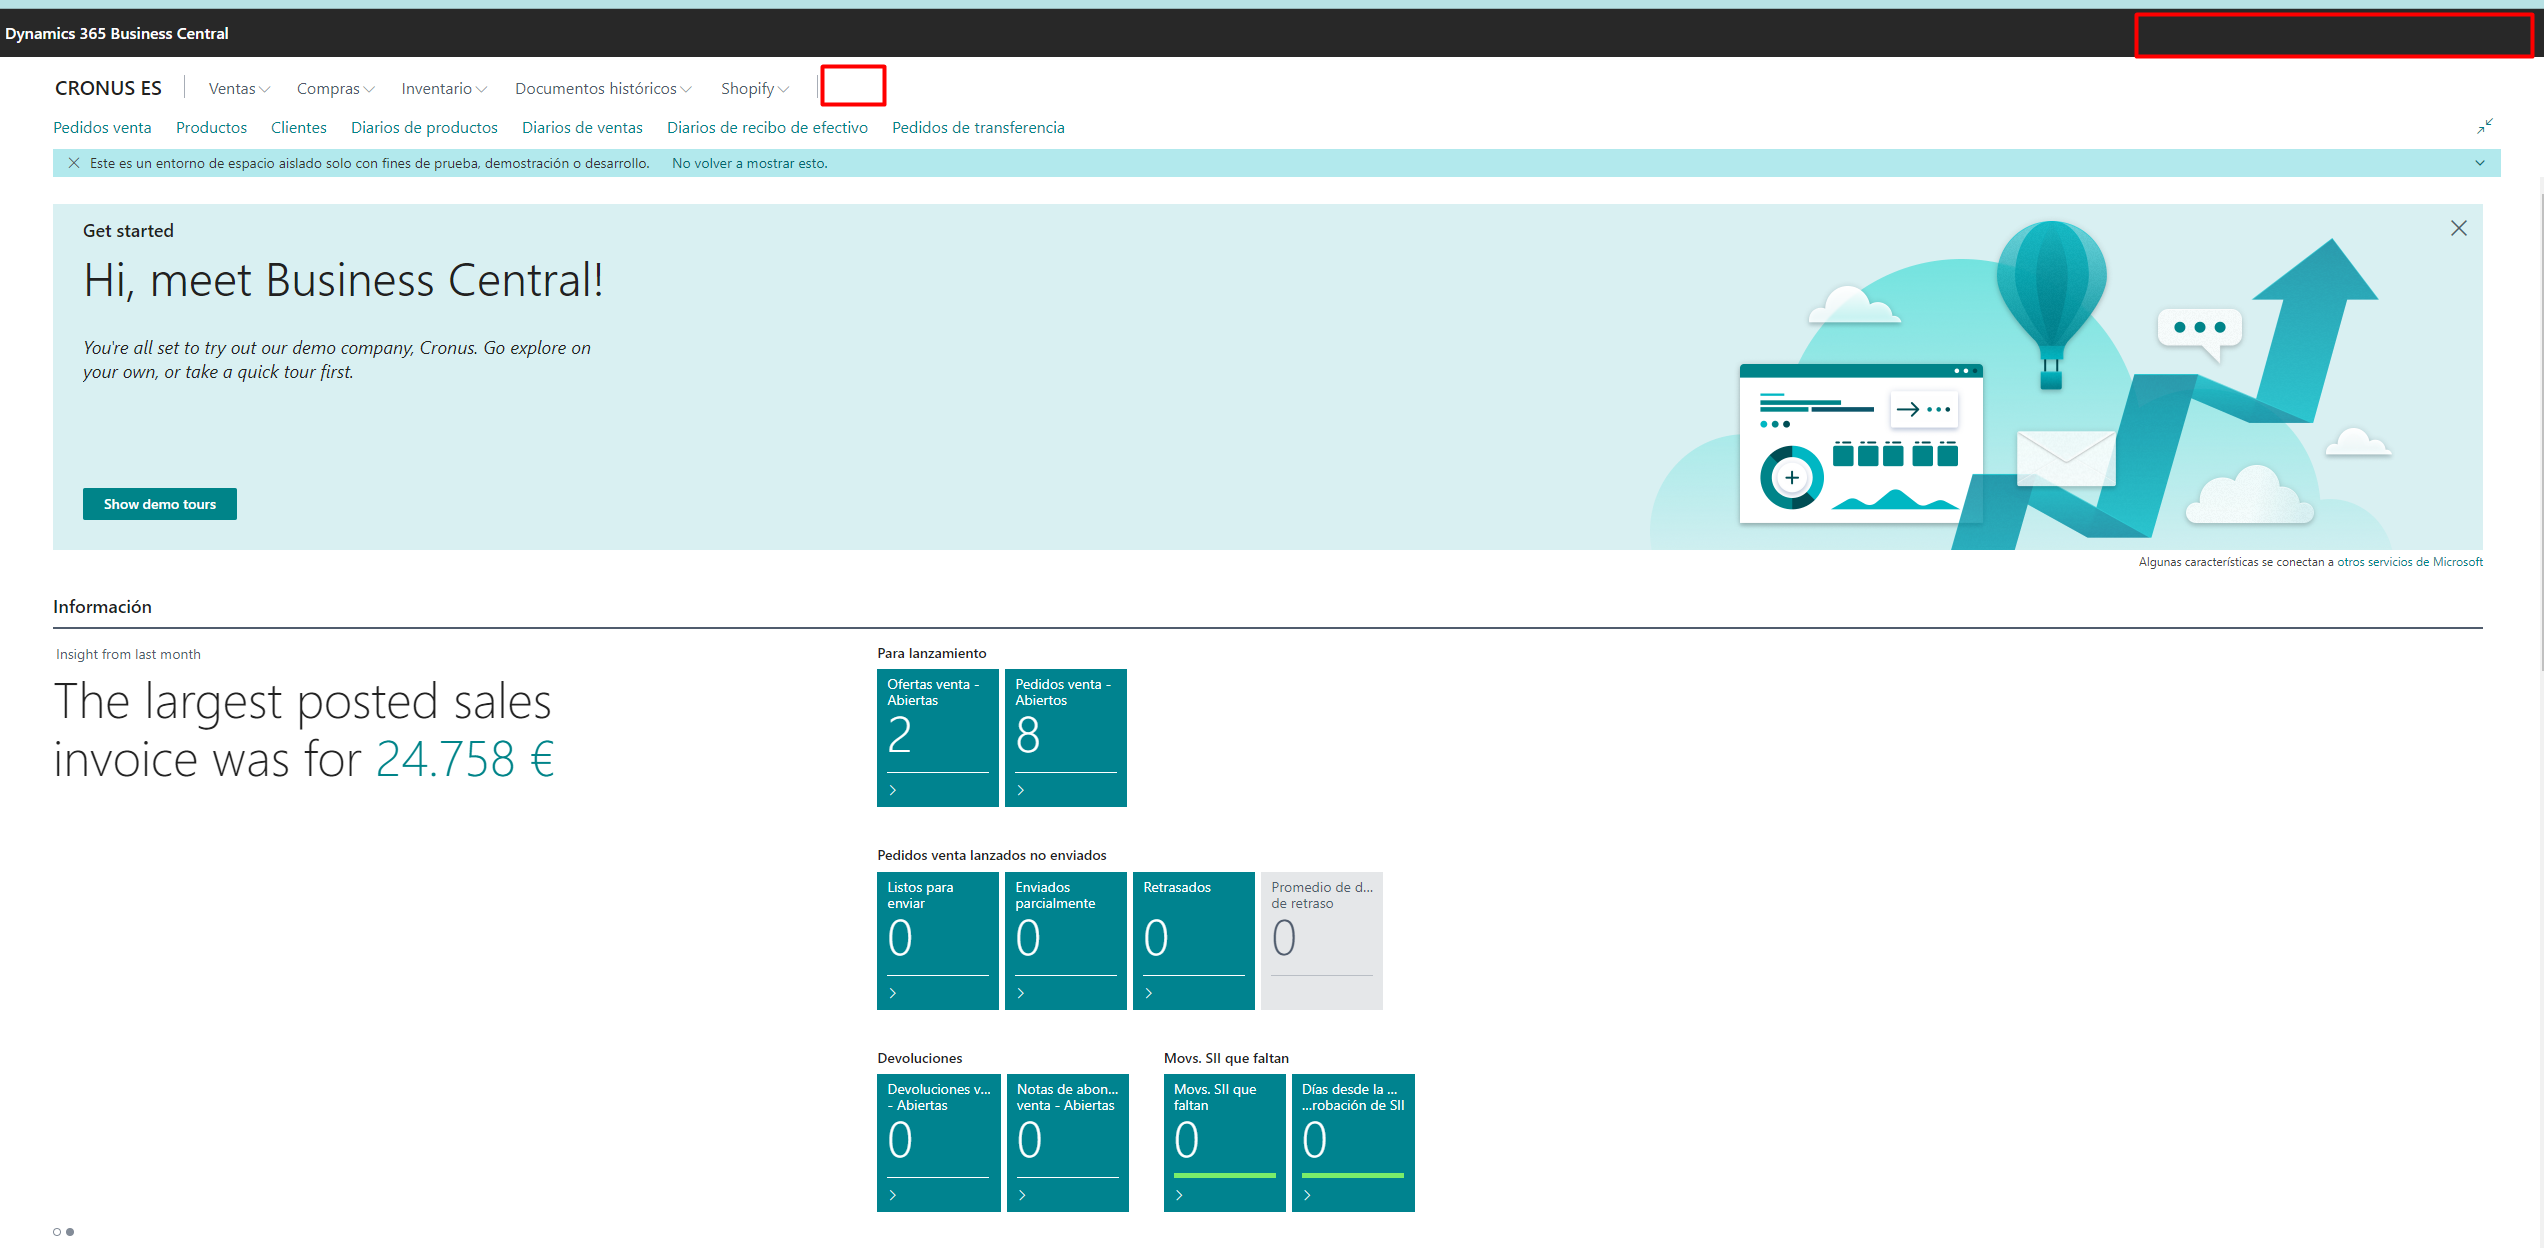 Dynamics 365 Business Central
CRONUS ES
Ventas
Compras
Inventario
Documentos históricos
Shopify
Pedidos venta
Productos
Clientes
Diarios de productos
Diarios de ventas
Diarios de recibo de efectivo
Pedidos de transferencia
Este es un entorno de espacio aislado solo con fines de prueba, demostración o desarrollo.
No volver a mostrar esto.
Get started
Hi, meet Business Central!
You're all set to try out our demo company, Cronus. Go explore on
your own, or take a quick tour first.
Show demo tours
Algunas características se conectan a otros servicios de Microsoft
Información
Insight from last month
The largest posted sales
invoice was for 24.758 €
Para lanzamiento
Ofertas venta -
Abiertas
2
Pedidos venta -
Abiertos
8
Pedidos venta lanzados no enviados
Listos para
enviar
0
Enviados
parcialmente
0
Retrasados
0
Promedio de d...
de retraso
0
Devoluciones
Devoluciones v...
- Abiertas
0
Notas de abon...
venta - Abiertas
0
Movs. SII que faltan
Movs. SII que
faltan
0
Días desde la ...
...robación de SII
0